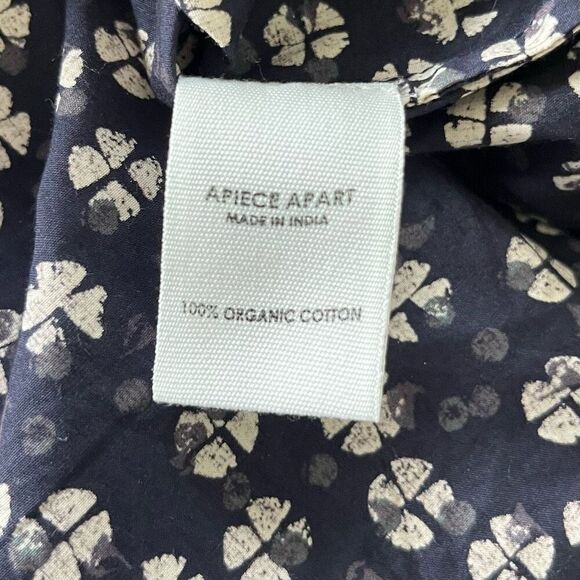 APIECE APART
MADE IN INDIA
100% ORGANIC COTTON